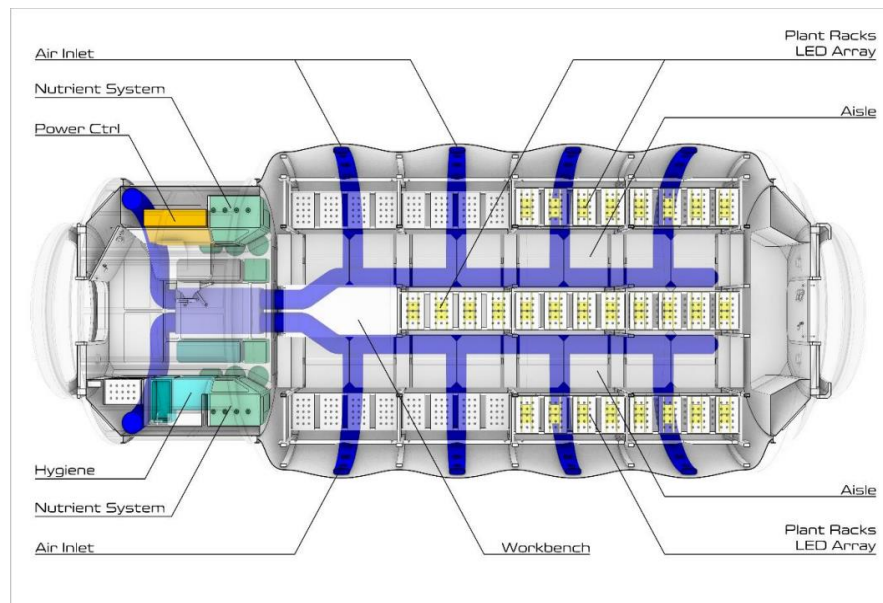 Air Inlet
Nutrient System
Power Ctrl
Plant Racks
LED Array
Aisle
Hygiene
Nutrient System
Air Inlet
Workbench
Aisle
Plant Racks
LED Array